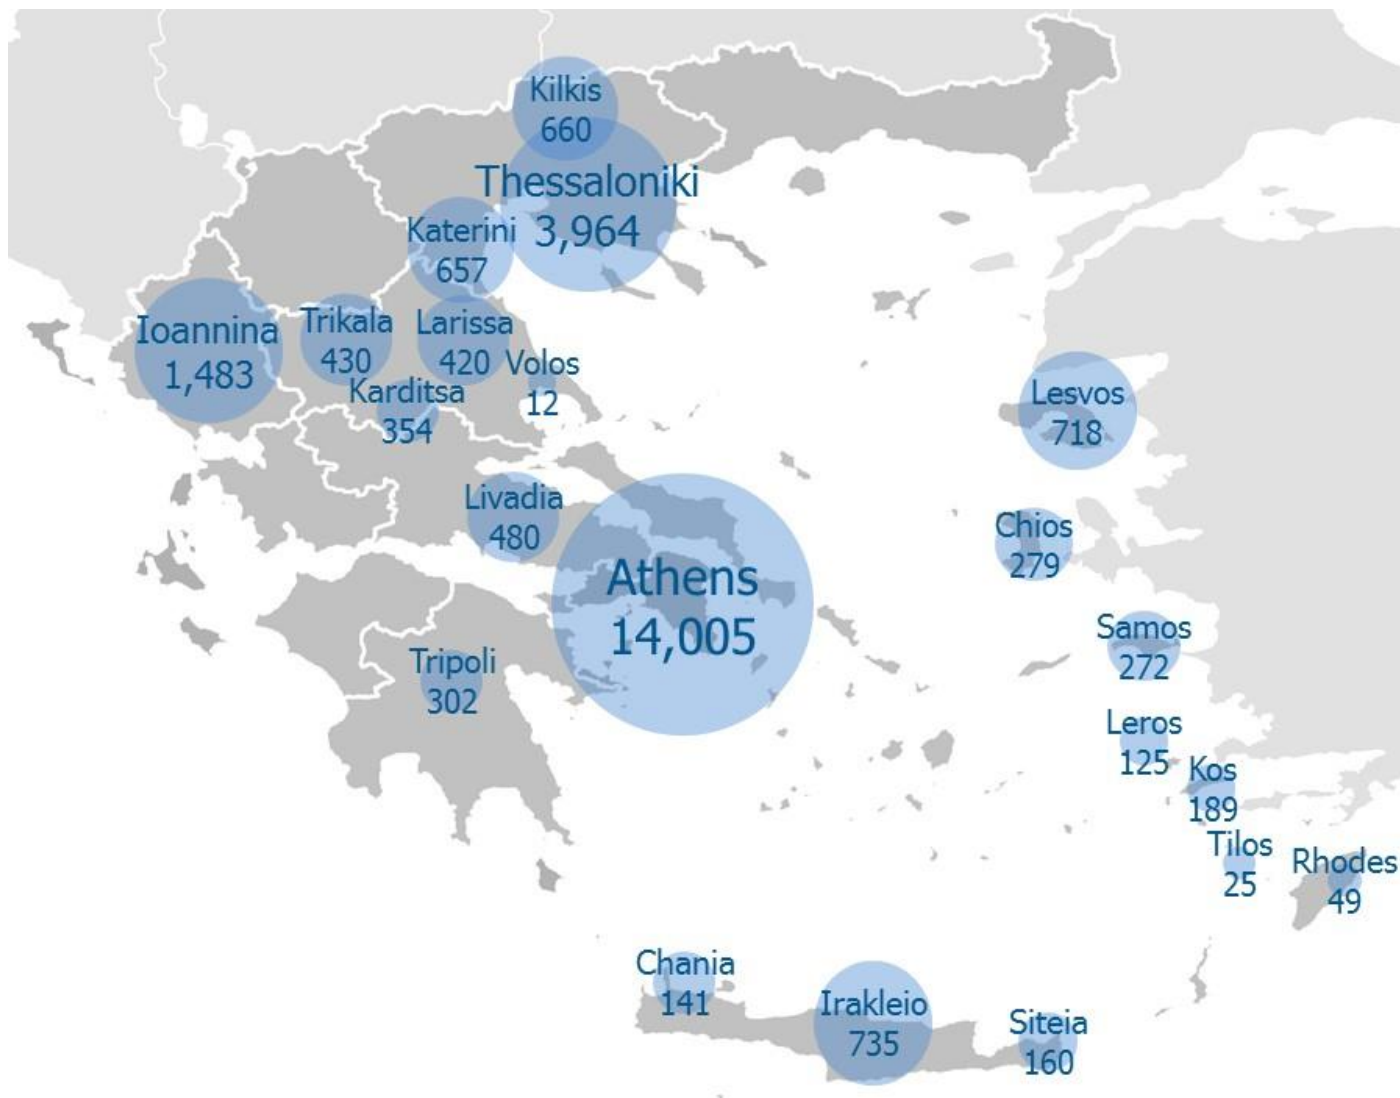 Kilkis
660
Thessaloniki
3,964
Katerini
657
Ioannina
1,483
Trikala
430
Larissa
420
Volos
12
Karditsa
354
Lesvos
718
Livadia
480
Chios
279
Athens
14,005
Samos
272
Tripoli
302
Leros
125
Kos
189
Tilos
25
Rhodes
49
Chania
141
Irakleio
735
Siteia
160